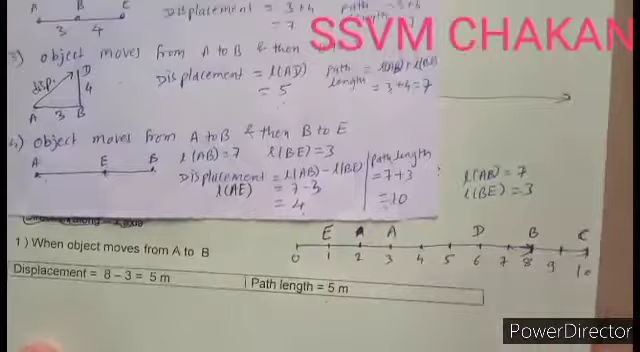 A B C
Displacement = 3+4 path
3 4 = 7 length 7
SSVM CHAKAN
3) object moves from A to B & then
disp. D
4 Displacement = l(AD) path = l(AB)+l(BD)
= 5 length = 3+4=7
A 3 B
4) object moves from A to B & then B to E
A E B l(AB)=7 l(BE)=3
Displacement = l(AB) - l(BE) path length
l(AE) = 7-3 = 7+3
= 4 = 10
l(AB)=7
l(BE)=3
E A A D B C
0 1 2 3 4 5 6 7 8 9 10
1 ) When object moves from A to B
Displacement = 8 – 3 = 5 m Path length = 5 m
PowerDirector